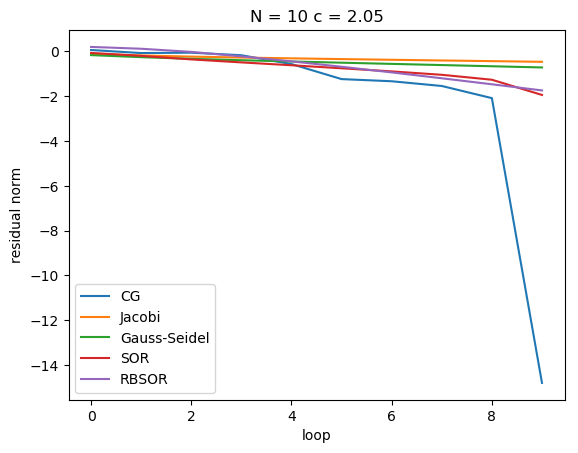 N = 10 c = 2.05
residual norm
0
−2
−4
−6
−8
−10
−12
−14
CG
Jacobi
Gauss-Seidel
SOR
RBSOR
0 2 4 6 8
loop